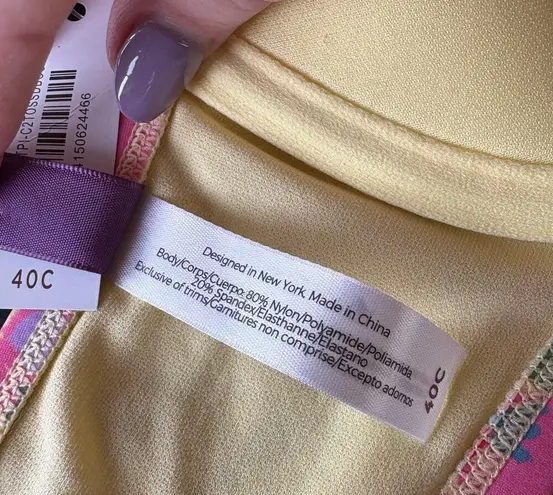 4150624466
40C
Designed in New York. Made in China
Body/Corps/Cuerpo: 80% Nylon/Polyamide/Poliamida
20% Spandex/Elasthanne/Elastano
Exclusive of trims/Garnitures non comprise/Excepto adornos
40C